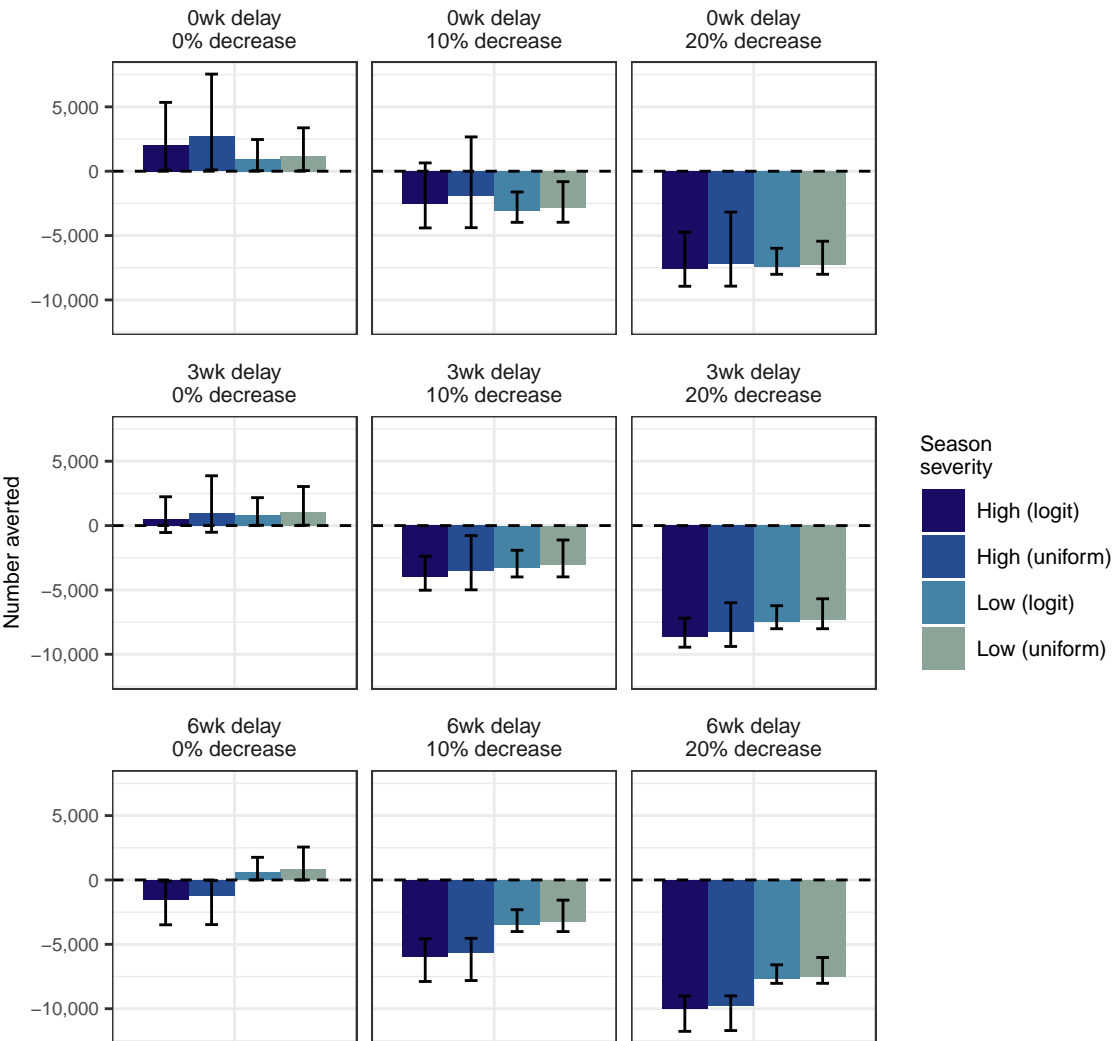 0wk delay
0% decrease
0wk delay
10% decrease
0wk delay
20% decrease
5,000
0
−5,000
−10,000
3wk delay
0% decrease
3wk delay
10% decrease
3wk delay
20% decrease
5,000
0
−5,000
−10,000
6wk delay
0% decrease
6wk delay
10% decrease
6wk delay
20% decrease
5,000
0
−5,000
−10,000
Number averted
Season
severity
High (logit)
High (uniform)
Low (logit)
Low (uniform)